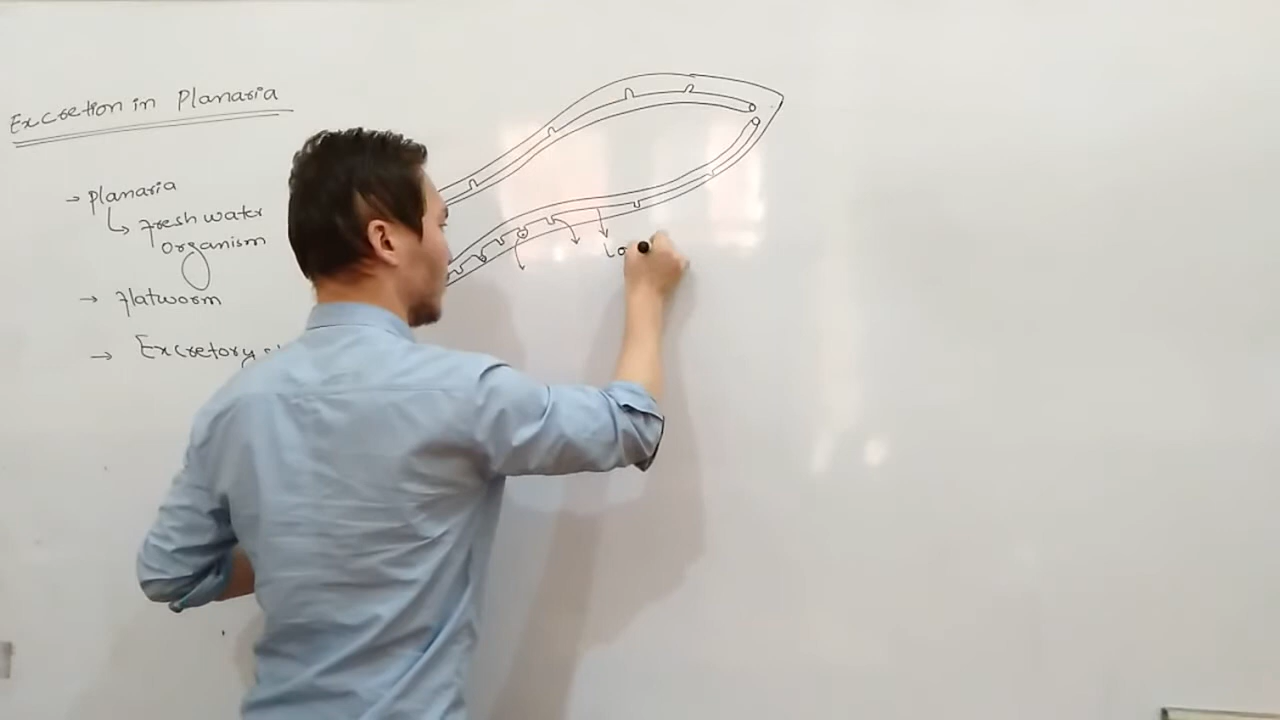 Excretion in Planaria
→ Planaria
↳ Fresh water
organism
→ Flatworm
→ Excretory